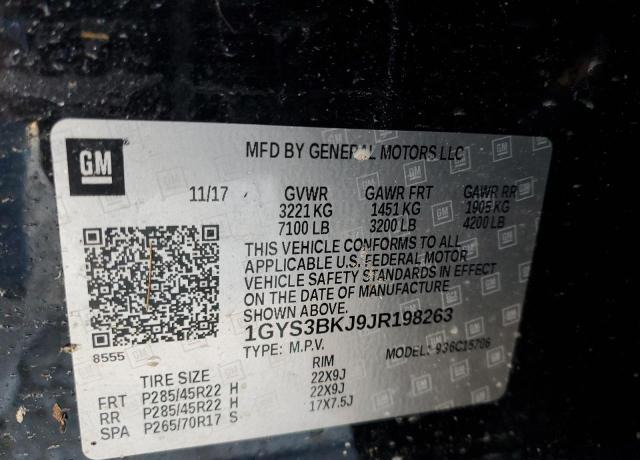 GM
MFD BY GENERAL MOTORS LLC
11/17 GVWR GAWR FRT GAWR RR
3221 KG 1451 KG 1905 KG
7100 LB 3200 LB 4200 LB
THIS VEHICLE CONFORMS TO ALL
APPLICABLE U.S. FEDERAL MOTOR
VEHICLE SAFETY STANDARDS IN EFFECT
ON THE DATE OF MANUFACTURE
SHOWN ABOVE.
1GYS3BKJ9JR198263
8555 TYPE: M.P.V. MODEL: 936C15706
TIRE SIZE RIM
FRT P285/45R22 H 22X9J
RR P285/45R22 H 22X9J
SPA P265/70R17 S 17X7.5J